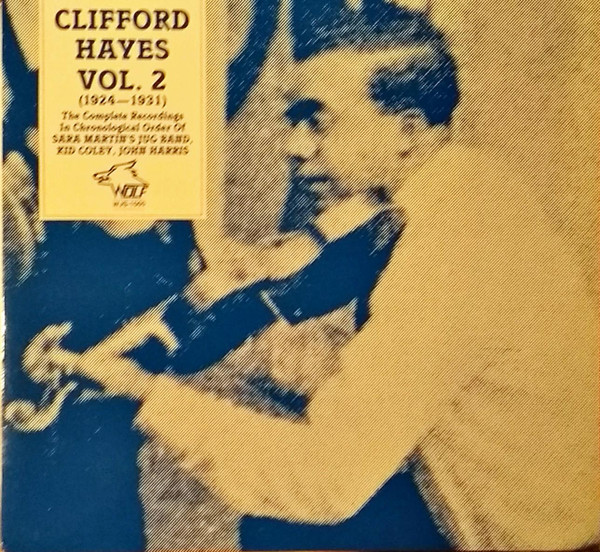 CLIFFORD
HAYES
VOL. 2
(1924—1931)
The Complete Recordings
In Chronological Order Of
SARA MARTIN'S JUG BAND,
KID COLEY, JOHN HARRIS
WOLF